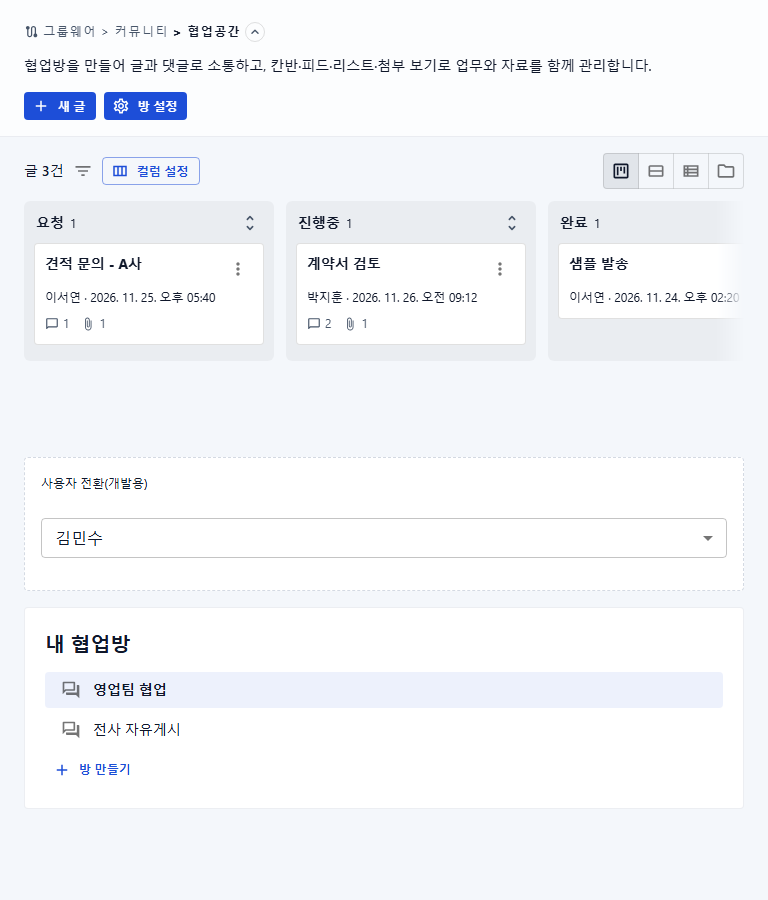 그룹웨어 > 커뮤니티 > 협업공간
협업방을 만들어 글과 댓글로 소통하고, 칸반·피드·리스트·첨부 보기로 업무와 자료를 함께 관리합니다.
새 글
방 설정
글 3건
컬럼 설정
요청 1
견적 문의 - A사
이서연 · 2026. 11. 25. 오후 05:40
1 1
진행중 1
계약서 검토
박지훈 · 2026. 11. 26. 오전 09:12
2 1
완료 1
샘플 발송
이서연 · 2026. 11. 24. 오후 02:20
사용자 전환(개발용)
김민수
내 협업방
영업팀 협업
전사 자유게시
방 만들기